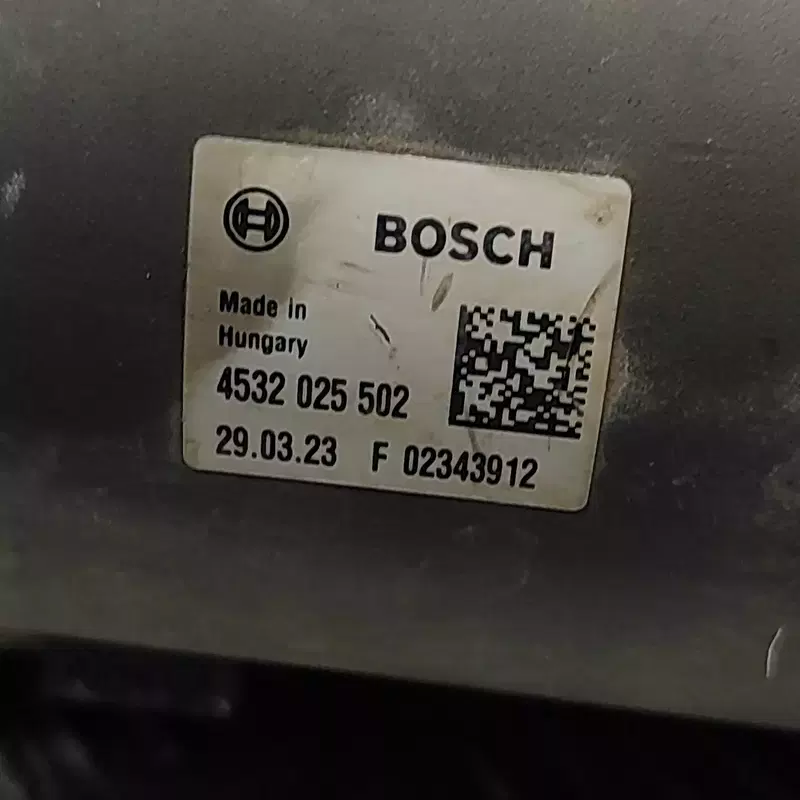 BOSCH
Made in
Hungary
4532 025 502
29.03.23 F 02343912